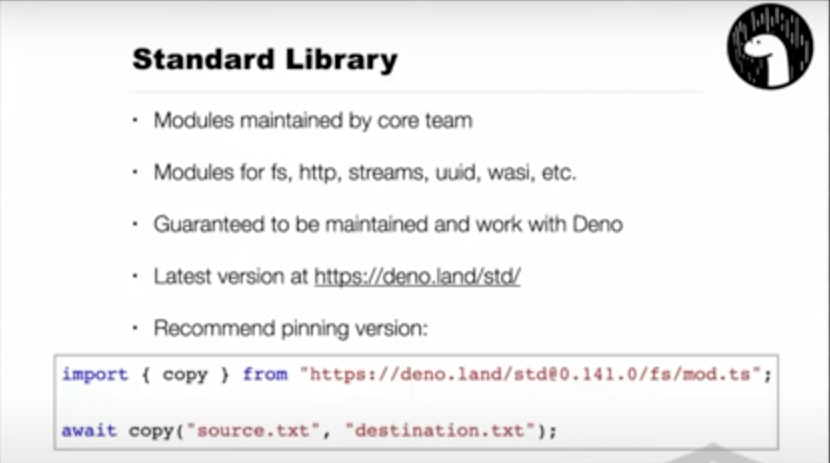 Standard Library
· Modules maintained by core team
· Modules for fs, http, streams, uuid, wasi, etc.
· Guaranteed to be maintained and work with Deno
· Latest version at https://deno.land/std/
· Recommend pinning version:
import { copy } from "https://deno.land/std@0.141.0/fs/mod.ts";
await copy("source.txt", "destination.txt");